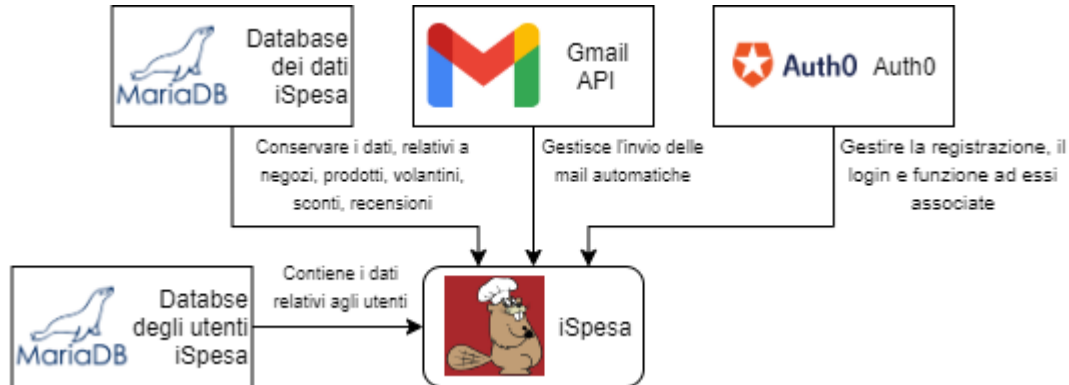 MariaDB
Database
dei dati
iSpesa
Gmail
API
Auth0 Auth0
Conservare i dati, relativi a
negozi, prodotti, volantini,
sconti, recensioni
Gestisce l'invio delle
mail automatiche
Gestire la registrazione, il
login e funzione ad essi
associate
MariaDB
Databse
degli utenti
iSpesa
Contiene i dati
relativi agli utenti
iSpesa